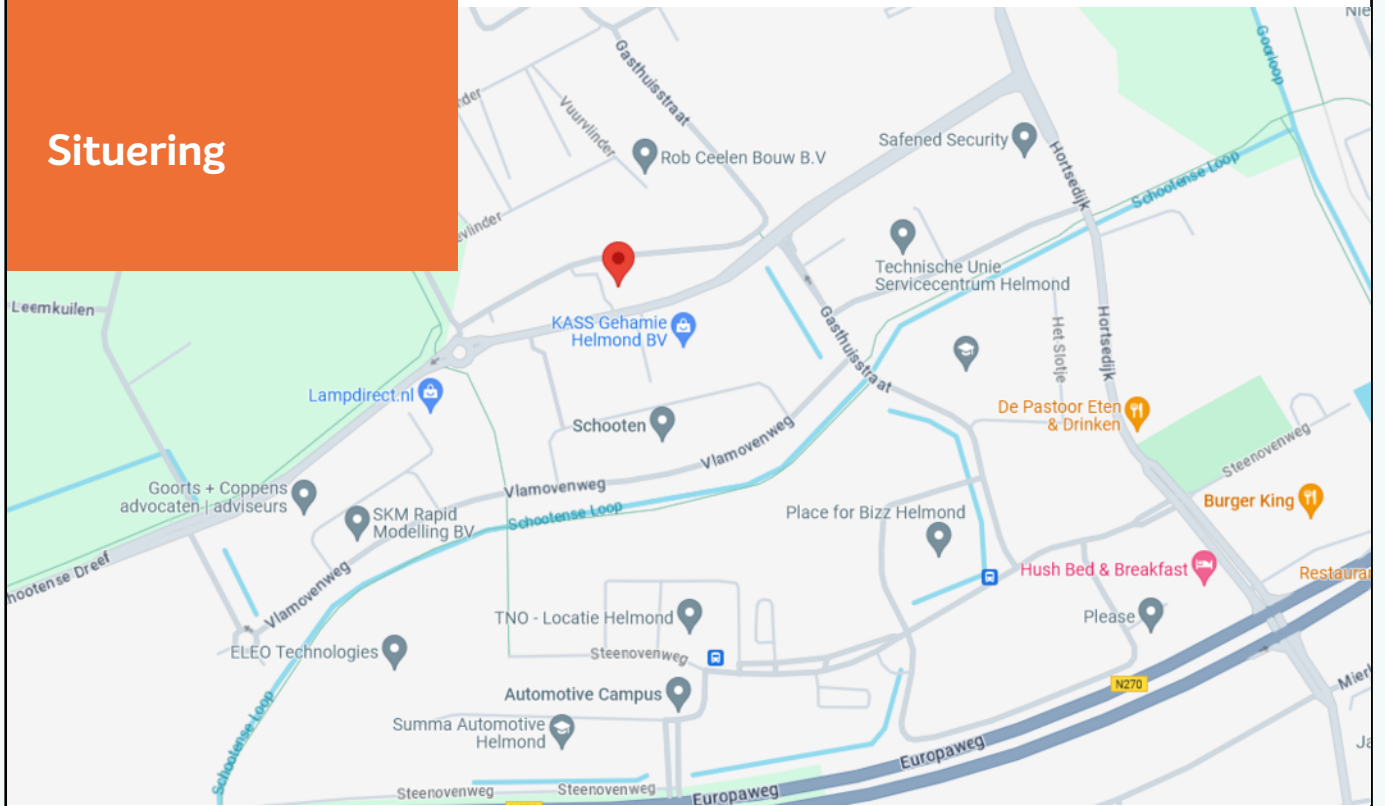 Situering
Gasthuisstraat
Vuurvlinder
Rob Ceelen Bouw B.V
Safened Security
Goorloop
Hortsedijk
Schootense Loop
Technische Unie
Servicecentrum Helmond
Leemkuilen
KASS Gehamie
Helmond BV
Gasthuisstraat
Het Slotje
Hortsedijk
Lampdirect.nl
De Pastoor Eten
& Drinken
Schooten
Vlamovenweg
Steenovenweg
Goorts + Coppens
advocaten | adviseurs
Vlamovenweg
Burger King
SKM Rapid
Modelling BV
Schootense Loop
Place for Bizz Helmond
hootense Dreef
Hush Bed & Breakfast
Restaura
Vlamovenweg
TNO - Locatie Helmond
Please
ELEO Technologies
Steenovenweg
N270
Automotive Campus
Mierl
Summa Automotive
Helmond
Schootense Loop
Europaweg
Steenovenweg
Steenovenweg
Europaweg